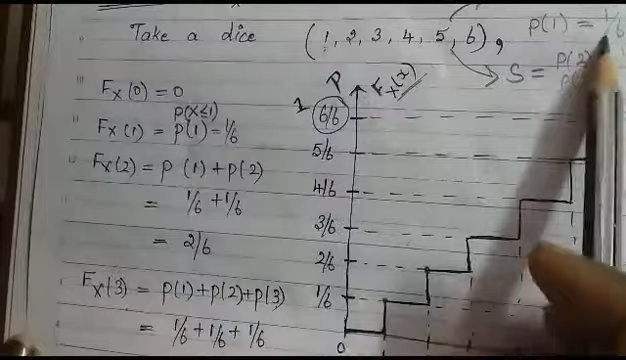 Take a dice (1, 2, 3, 4, 5, 6), p(1) = 1/6
S = p(2)
Fx(0) = 0
p(x≤1)
Fx(1) = p(1) = 1/6
Fx(2) = p (1) + p(2)
= 1/6 + 1/6
= 2/6
Fx(3) = p(1) + p(2) + p(3)
= 1/6 + 1/6 + 1/6
P Fx(x)
1 6/6
5/6
4/6
3/6
2/6
1/6
0